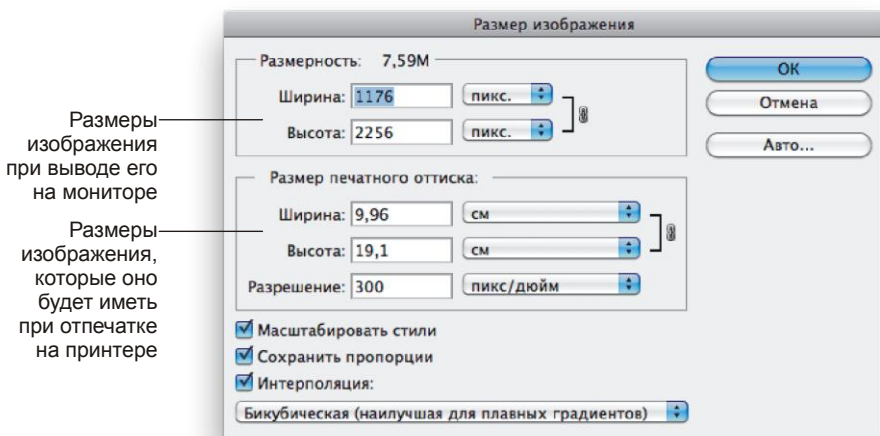 Размер изображения
Размерность: 7,59M
Ширина: 1176 пикс.
Высота: 2256 пикс.
OK
Отмена
Авто...
Размеры
изображения
при выводе его
на мониторе
Размер печатного оттиска:
Ширина: 9,96 см
Высота: 19,1 см
Разрешение: 300 пикс/дюйм
Размеры
изображения,
которые оно
будет иметь
при отпечатке
на принтере
Масштабировать стили
Сохранить пропорции
Интерполяция:
Бикубическая (наилучшая для плавных градиентов)